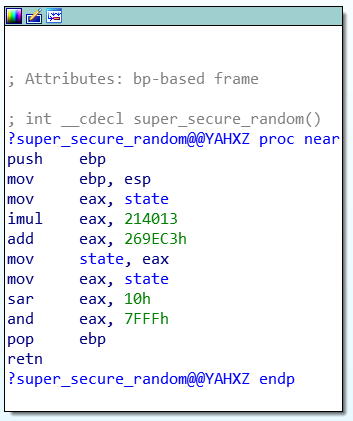 ; Attributes: bp-based frame
; int __cdecl super_secure_random()
?super_secure_random@@YAHXZ proc near
push ebp
mov ebp, esp
mov eax, state
imul eax, 214013
add eax, 269EC3h
mov state, eax
mov eax, state
sar eax, 10h
and eax, 7FFFh
pop ebp
retn
?super_secure_random@@YAHXZ endp